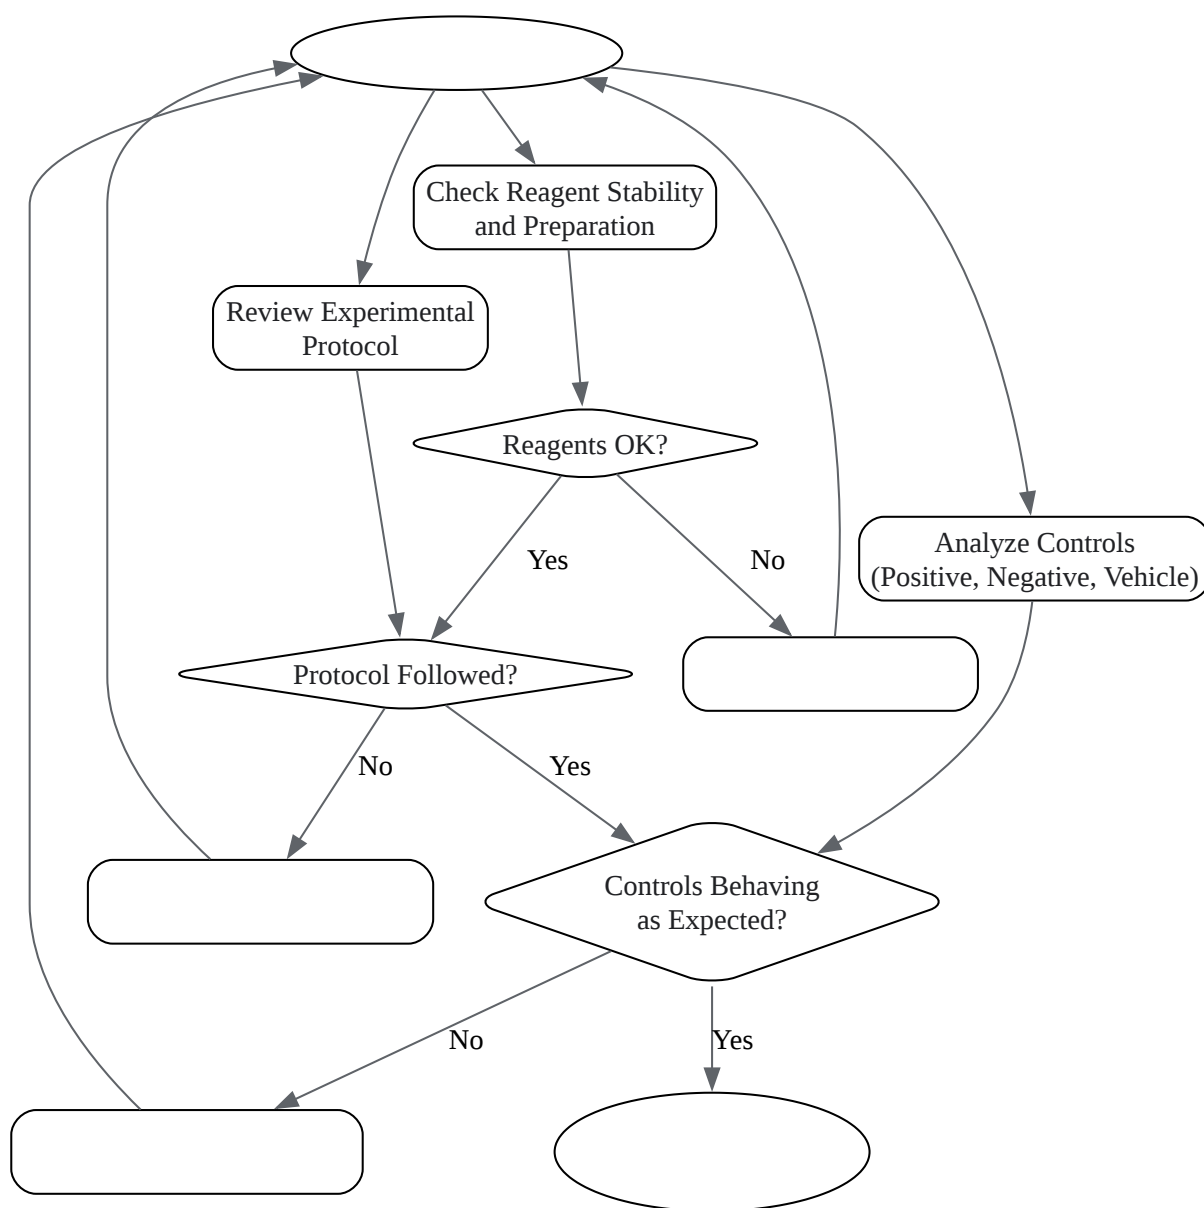 Check Reagent Stability
and Preparation
Review Experimental
Protocol
Reagents OK?
Yes
No
Analyze Controls
(Positive, Negative, Vehicle)
Protocol Followed?
No
Yes
Controls Behaving
as Expected?
No
Yes